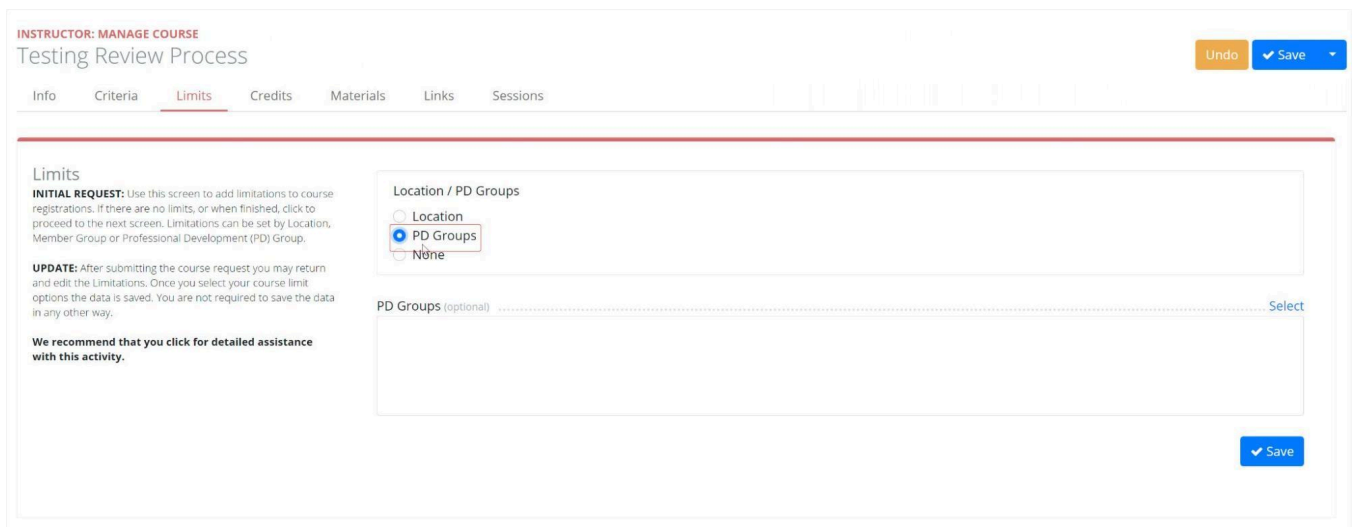 INSTRUCTOR: MANAGE COURSE
Testing Review Process
Undo
Save
Info Criteria Limits Credits Materials Links Sessions
Limits
INITIAL REQUEST: Use this screen to add limitations to course
registrations. If there are no limits, or when finished, click to
proceed to the next screen. Limitations can be set by Location,
Member Group or Professional Development (PD) Group.
UPDATE: After submitting the course request you may return
and edit the Limitations. Once you select your course limit
options the data is saved. You are not required to save the data
in any other way.
We recommend that you click for detailed assistance
with this activity.
Location / PD Groups
Location
PD Groups
None
PD Groups (optional) Select
Save